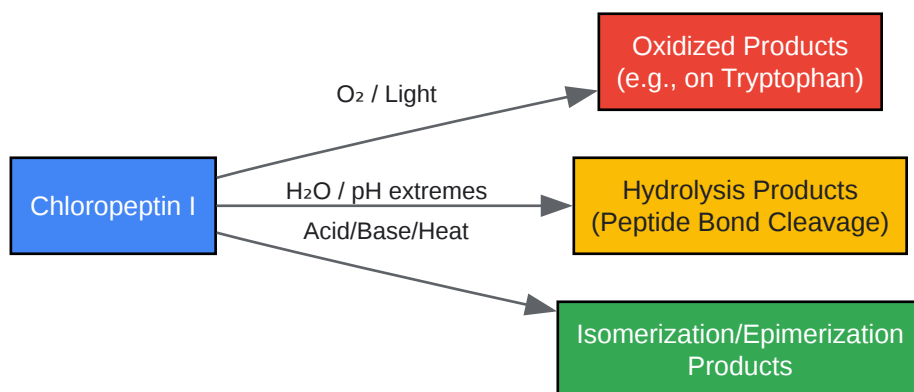 Chloropeptin I
O₂ / Light
Oxidized Products
(e.g., on Tryptophan)
H₂O / pH extremes
Hydrolysis Products
(Peptide Bond Cleavage)
Acid/Base/Heat
Isomerization/Epimerization
Products